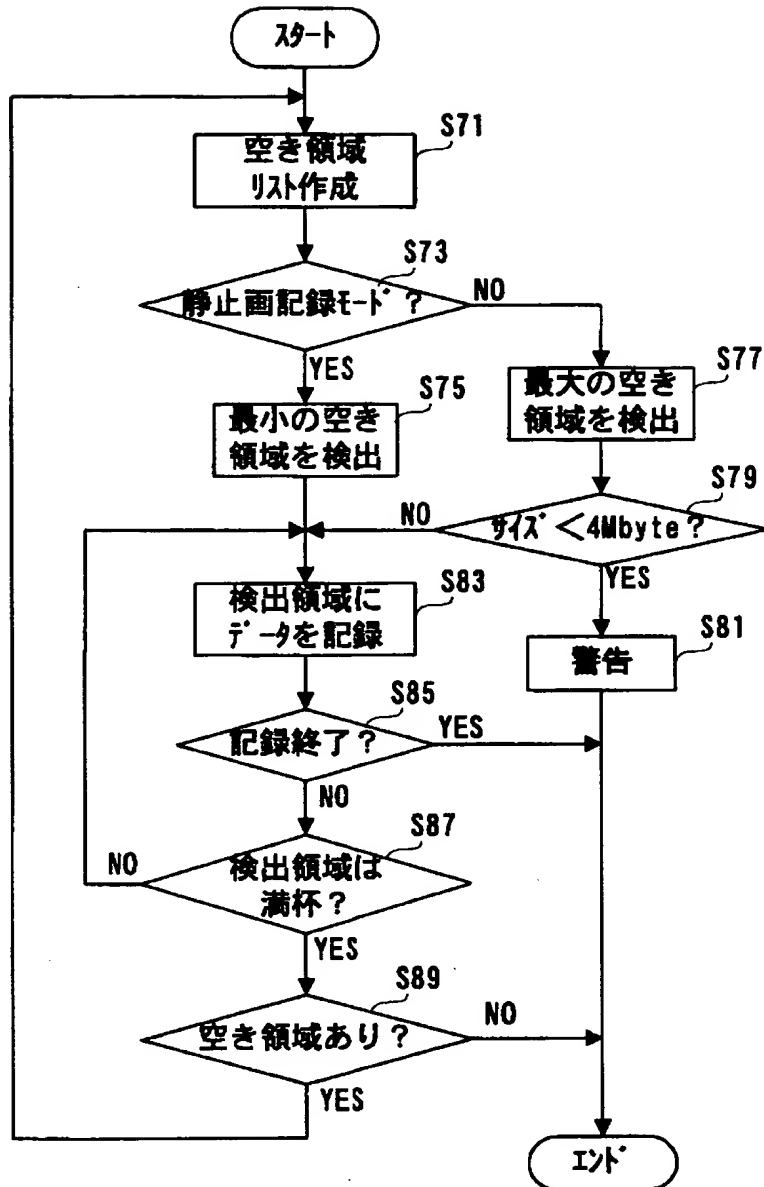 スタート
S71
空き領域
リスト作成
S73
静止画記録モード？
NO
YES
S75
最小の空き
領域を検出
S77
最大の空き
領域を検出
S79
サイズ＜4Mbyte？
NO
YES
S81
警告
S83
検出領域に
データを記録
S85
記録終了？
YES
NO
S87
検出領域は
満杯？
NO
YES
S89
空き領域あり？
NO
YES
エンド